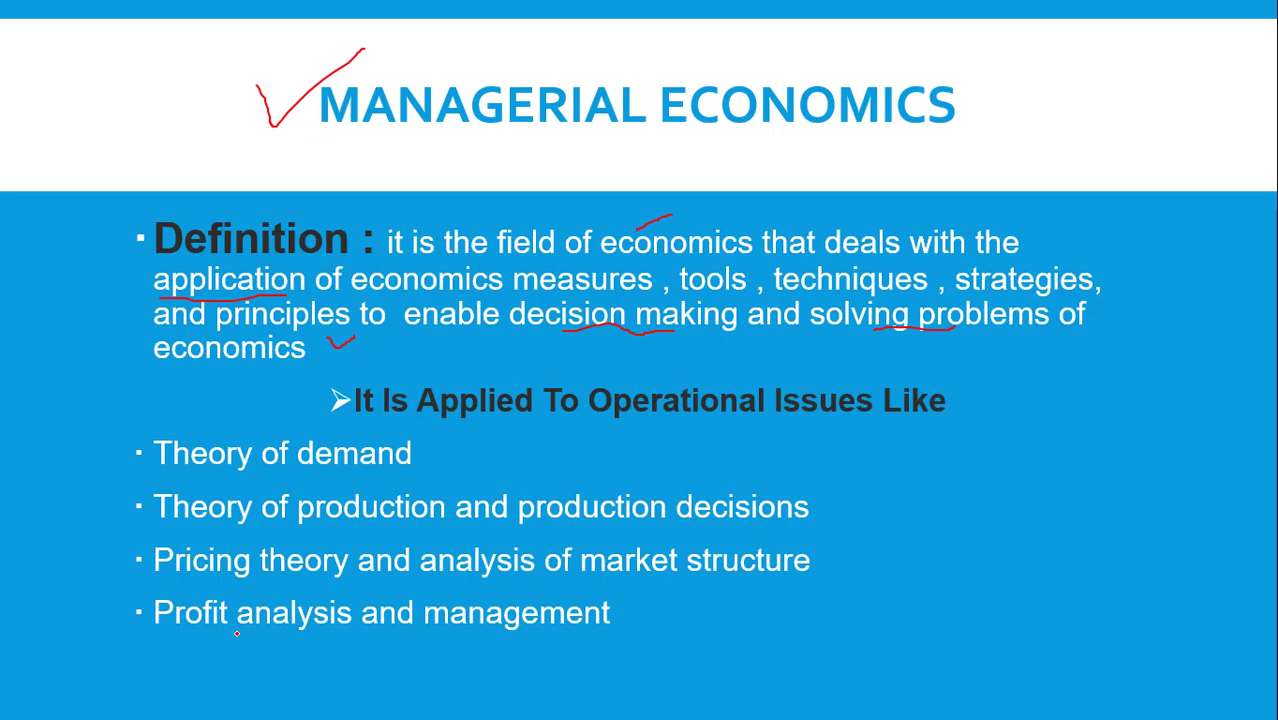 MANAGERIAL ECONOMICS
▪ Definition : it is the field of economics that deals with the
application of economics measures , tools , techniques , strategies,
and principles to enable decision making and solving problems of
economics
➢It Is Applied To Operational Issues Like
▪ Theory of demand
▪ Theory of production and production decisions
▪ Pricing theory and analysis of market structure
▪ Profit analysis and management